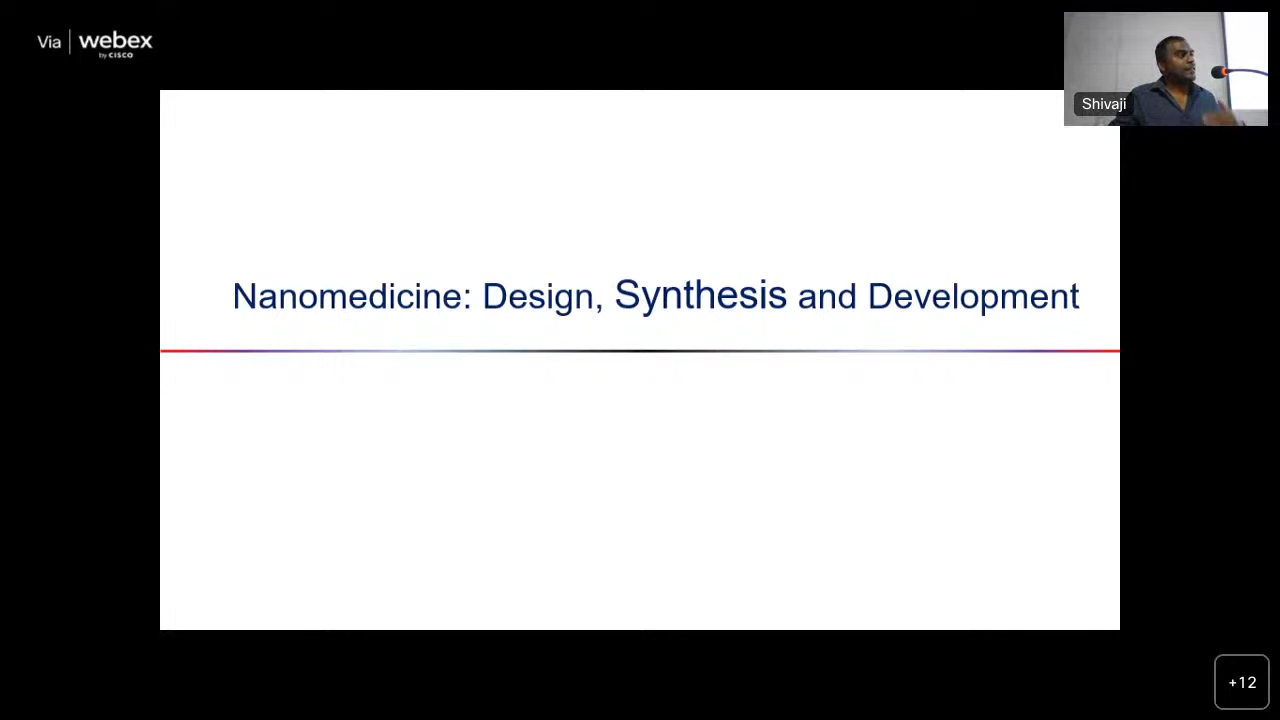 Via webex
by CISCO
Shivaji
Nanomedicine: Design, Synthesis and Development
+12